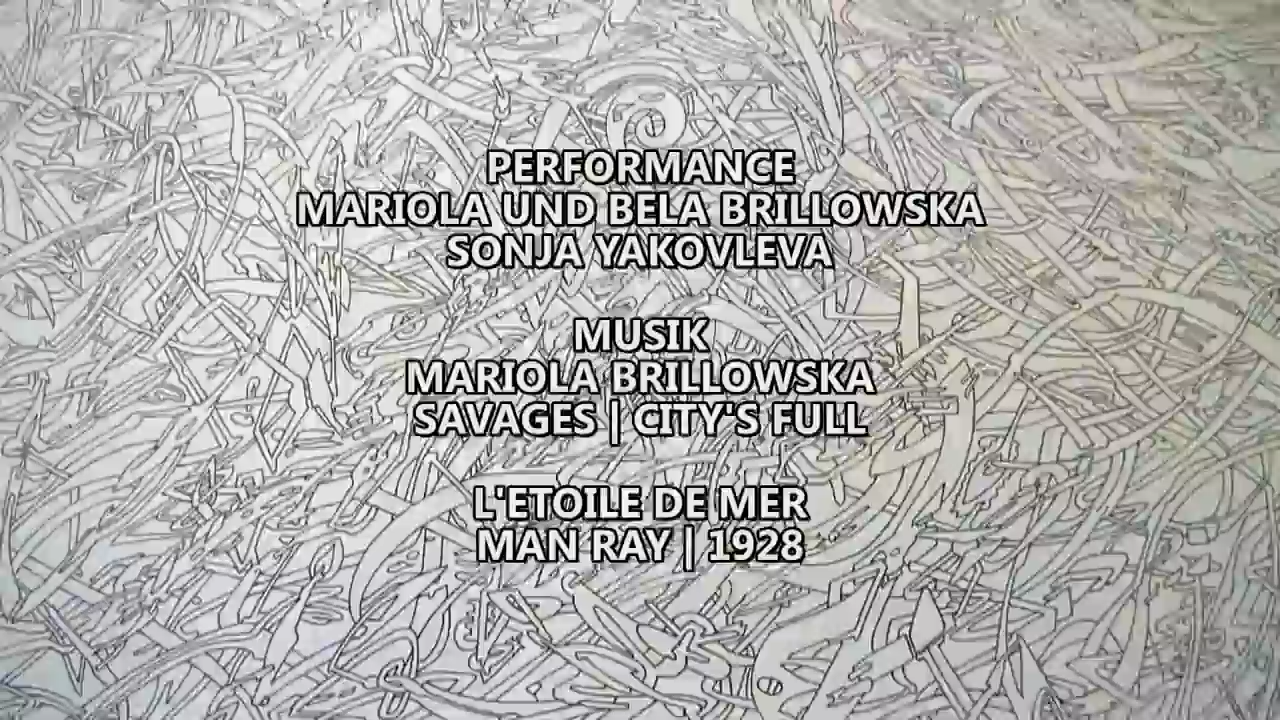 PERFORMANCE
MARIOLA UND BELA BRILLOWSKA
SONJA YAKOVLEVA
MUSIK
MARIOLA BRILLOWSKA
SAVAGES | CITY'S FULL
L'ETOILE DE MER
MAN RAY | 1928